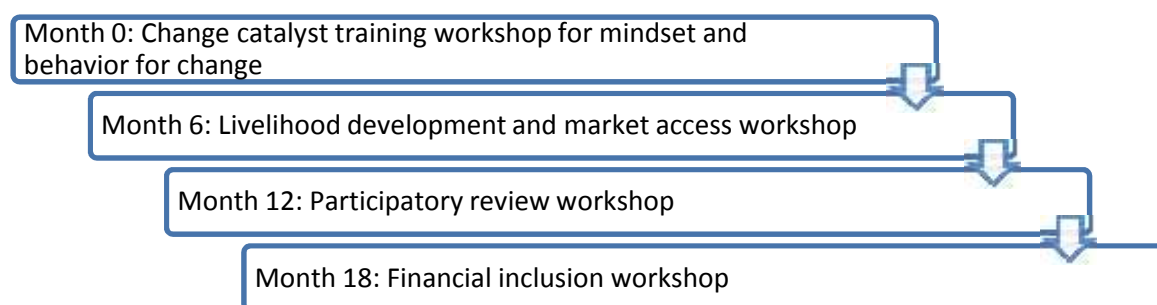 Month 0: Change catalyst training workshop for mindset and
behavior for change
Month 6: Livelihood development and market access workshop
Month 12: Participatory review workshop
Month 18: Financial inclusion workshop